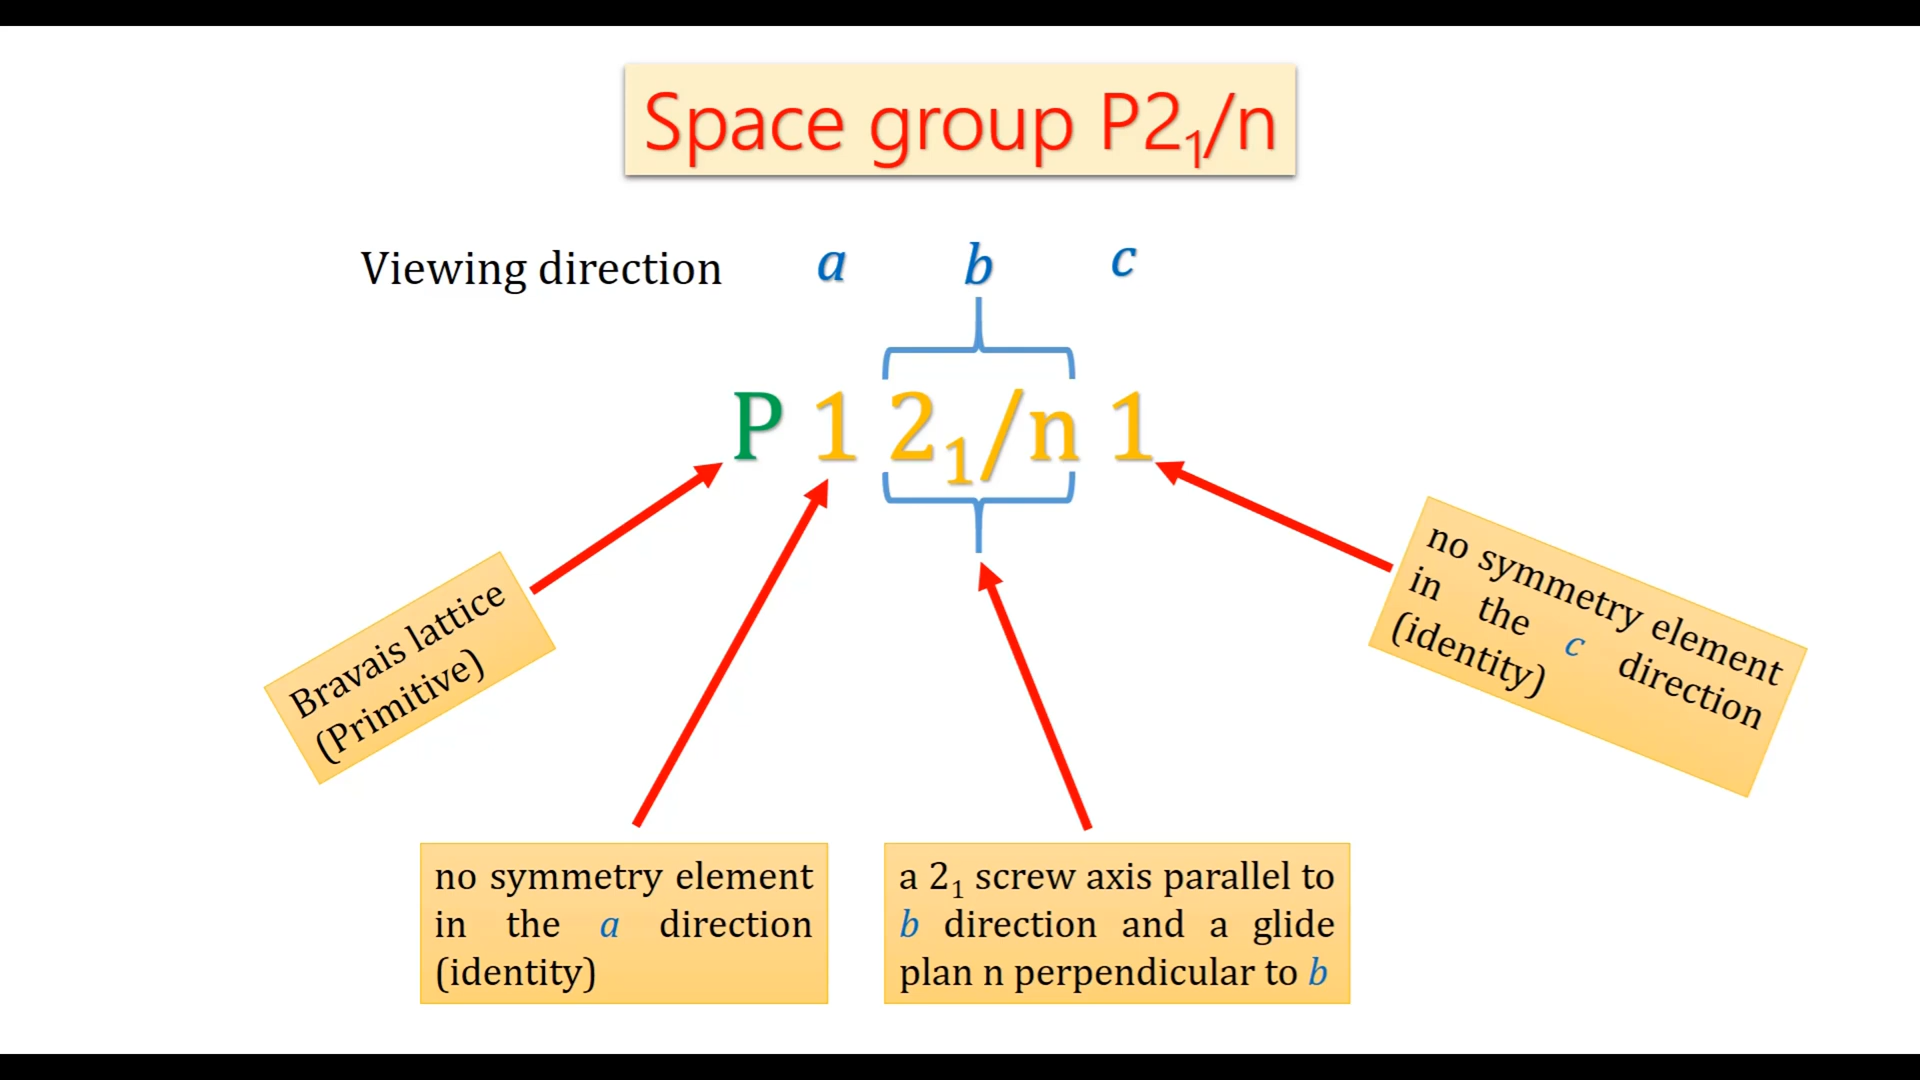 Space group P2₁/n
Viewing direction a b c
P 1 2₁/n 1
Bravais lattice
(Primitive)
no symmetry element
in the a direction
(identity)
a 2₁ screw axis parallel to
b direction and a glide
plan n perpendicular to b
no symmetry element
in the c direction
(identity)